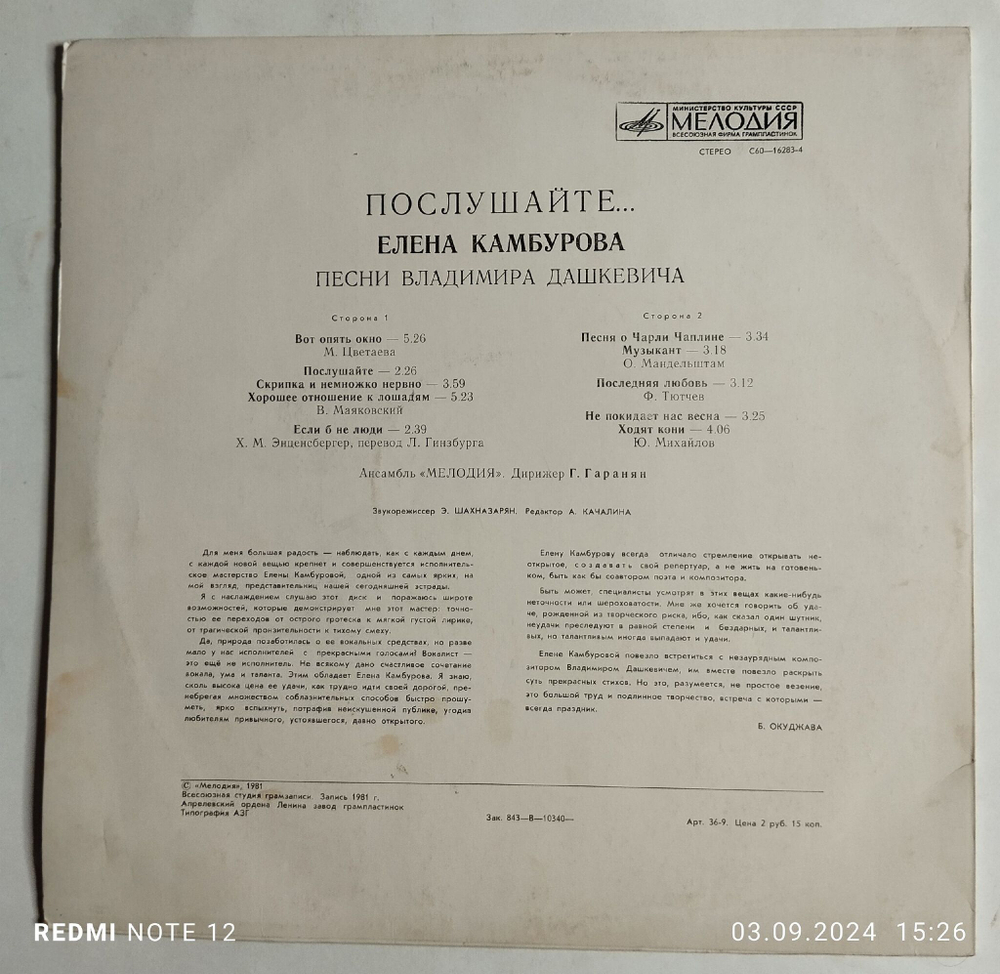 МИНИСТЕРСТВО КУЛЬТУРЫ СССР
МЕЛОДИЯ
ВСЕСОЮЗНАЯ ФИРМА ГРАМПЛАСТИНОК
СТЕРЕО С60—16283-4
ПОСЛУШАЙТЕ...
ЕЛЕНА КАМБУРОВА
ПЕСНИ ВЛАДИМИРА ДАШКЕВИЧА
Сторона 1
Вот опять окно — 5.26
М. Цветаева
Послушайте — 2.26
Скрипка и немножко нервно — 3.59
Хорошее отношение к лошадям — 5.23
В. Маяковский
Если б не люди — 2.39
Х. М. Энценсбергер, перевод Л. Гинзбурга
Сторона 2
Песня о Чарли Чаплине — 3.34
Музыкант — 3.18
О. Мандельштам
Последняя любовь — 3.12
Ф. Тютчев
Не покидает нас весна — 3.25
Ходят кони — 4.06
Ю. Михайлов
Ансамбль «МЕЛОДИЯ». Дирижер Г. Гаранян
Звукорежиссер Э. ШАХНАЗАРЯН. Редактор А. КАЧАЛИНА
Для меня большая радость — наблюдать, как с каждым днем,
с каждой новой вещью крепнет и совершенствуется исполнитель-
ское мастерство Елены Камбуровой, одной из самых ярких, на
мой взгляд, представительниц нашей сегодняшней эстрады.
Я с наслаждением слушаю этот диск и поражаюсь широте
возможностей, которые демонстрирует мне этот мастер: точно-
стью ее переходов от острого гротеска к мягкой густой лирике,
от трагической пронзительности к тихому смеху.
Да, природа позаботилась о ее вокальных средствах, но разве
мало у нас исполнителей с прекрасными голосами! Вокалист —
это ещё не исполнитель. Не всякому дано счастливое сочетание
вокала, ума и таланта. Этим обладает Елена Камбурова. Я знаю,
сколь высока цена ее удачи, как трудно идти своей дорогой, пре-
небрегая множеством соблазнительных способов быстро прошу-
меть, ярко вспыхнуть, потрафив неискушенной публике, угодив
любителям привычного, устоявшегося, давно открытого.
Елену Камбурову всегда отличало стремление открывать не-
открытое, создавать свой репертуар, а не жить на готовень-
ком, быть как бы соавтором поэта и композитора.
Быть может, специалисты усмотрят в этих вещах какие-нибудь
неточности или шероховатости. Мне же хочется говорить об уда-
че, рожденной из творческого риска, ибо, как сказал один шутник,
неудачи преследуют в равной степени и бездарных, и талантли-
вых, но талантливым иногда выпадают и удачи.
Елене Камбуровой повезло встретиться с незаурядным компо-
зитором Владимиром Дашкевичем, им вместе повезло раскрыть
суть прекрасных стихов. Но это, разумеется, не простое везение,
это большой труд и подлинное творчество, встреча с которыми —
всегда праздник.
Б. ОКУДЖАВА
© «Мелодия», 1981
Всесоюзная студия грамзаписи. Запись 1981 г.
Апрелевский ордена Ленина завод грампластинок
Типография АЗГ
Зак. 843—В—10340—
Арт. 36-9. Цена 2 руб. 15 коп.
REDMI NOTE 12
03.09.2024 15:26